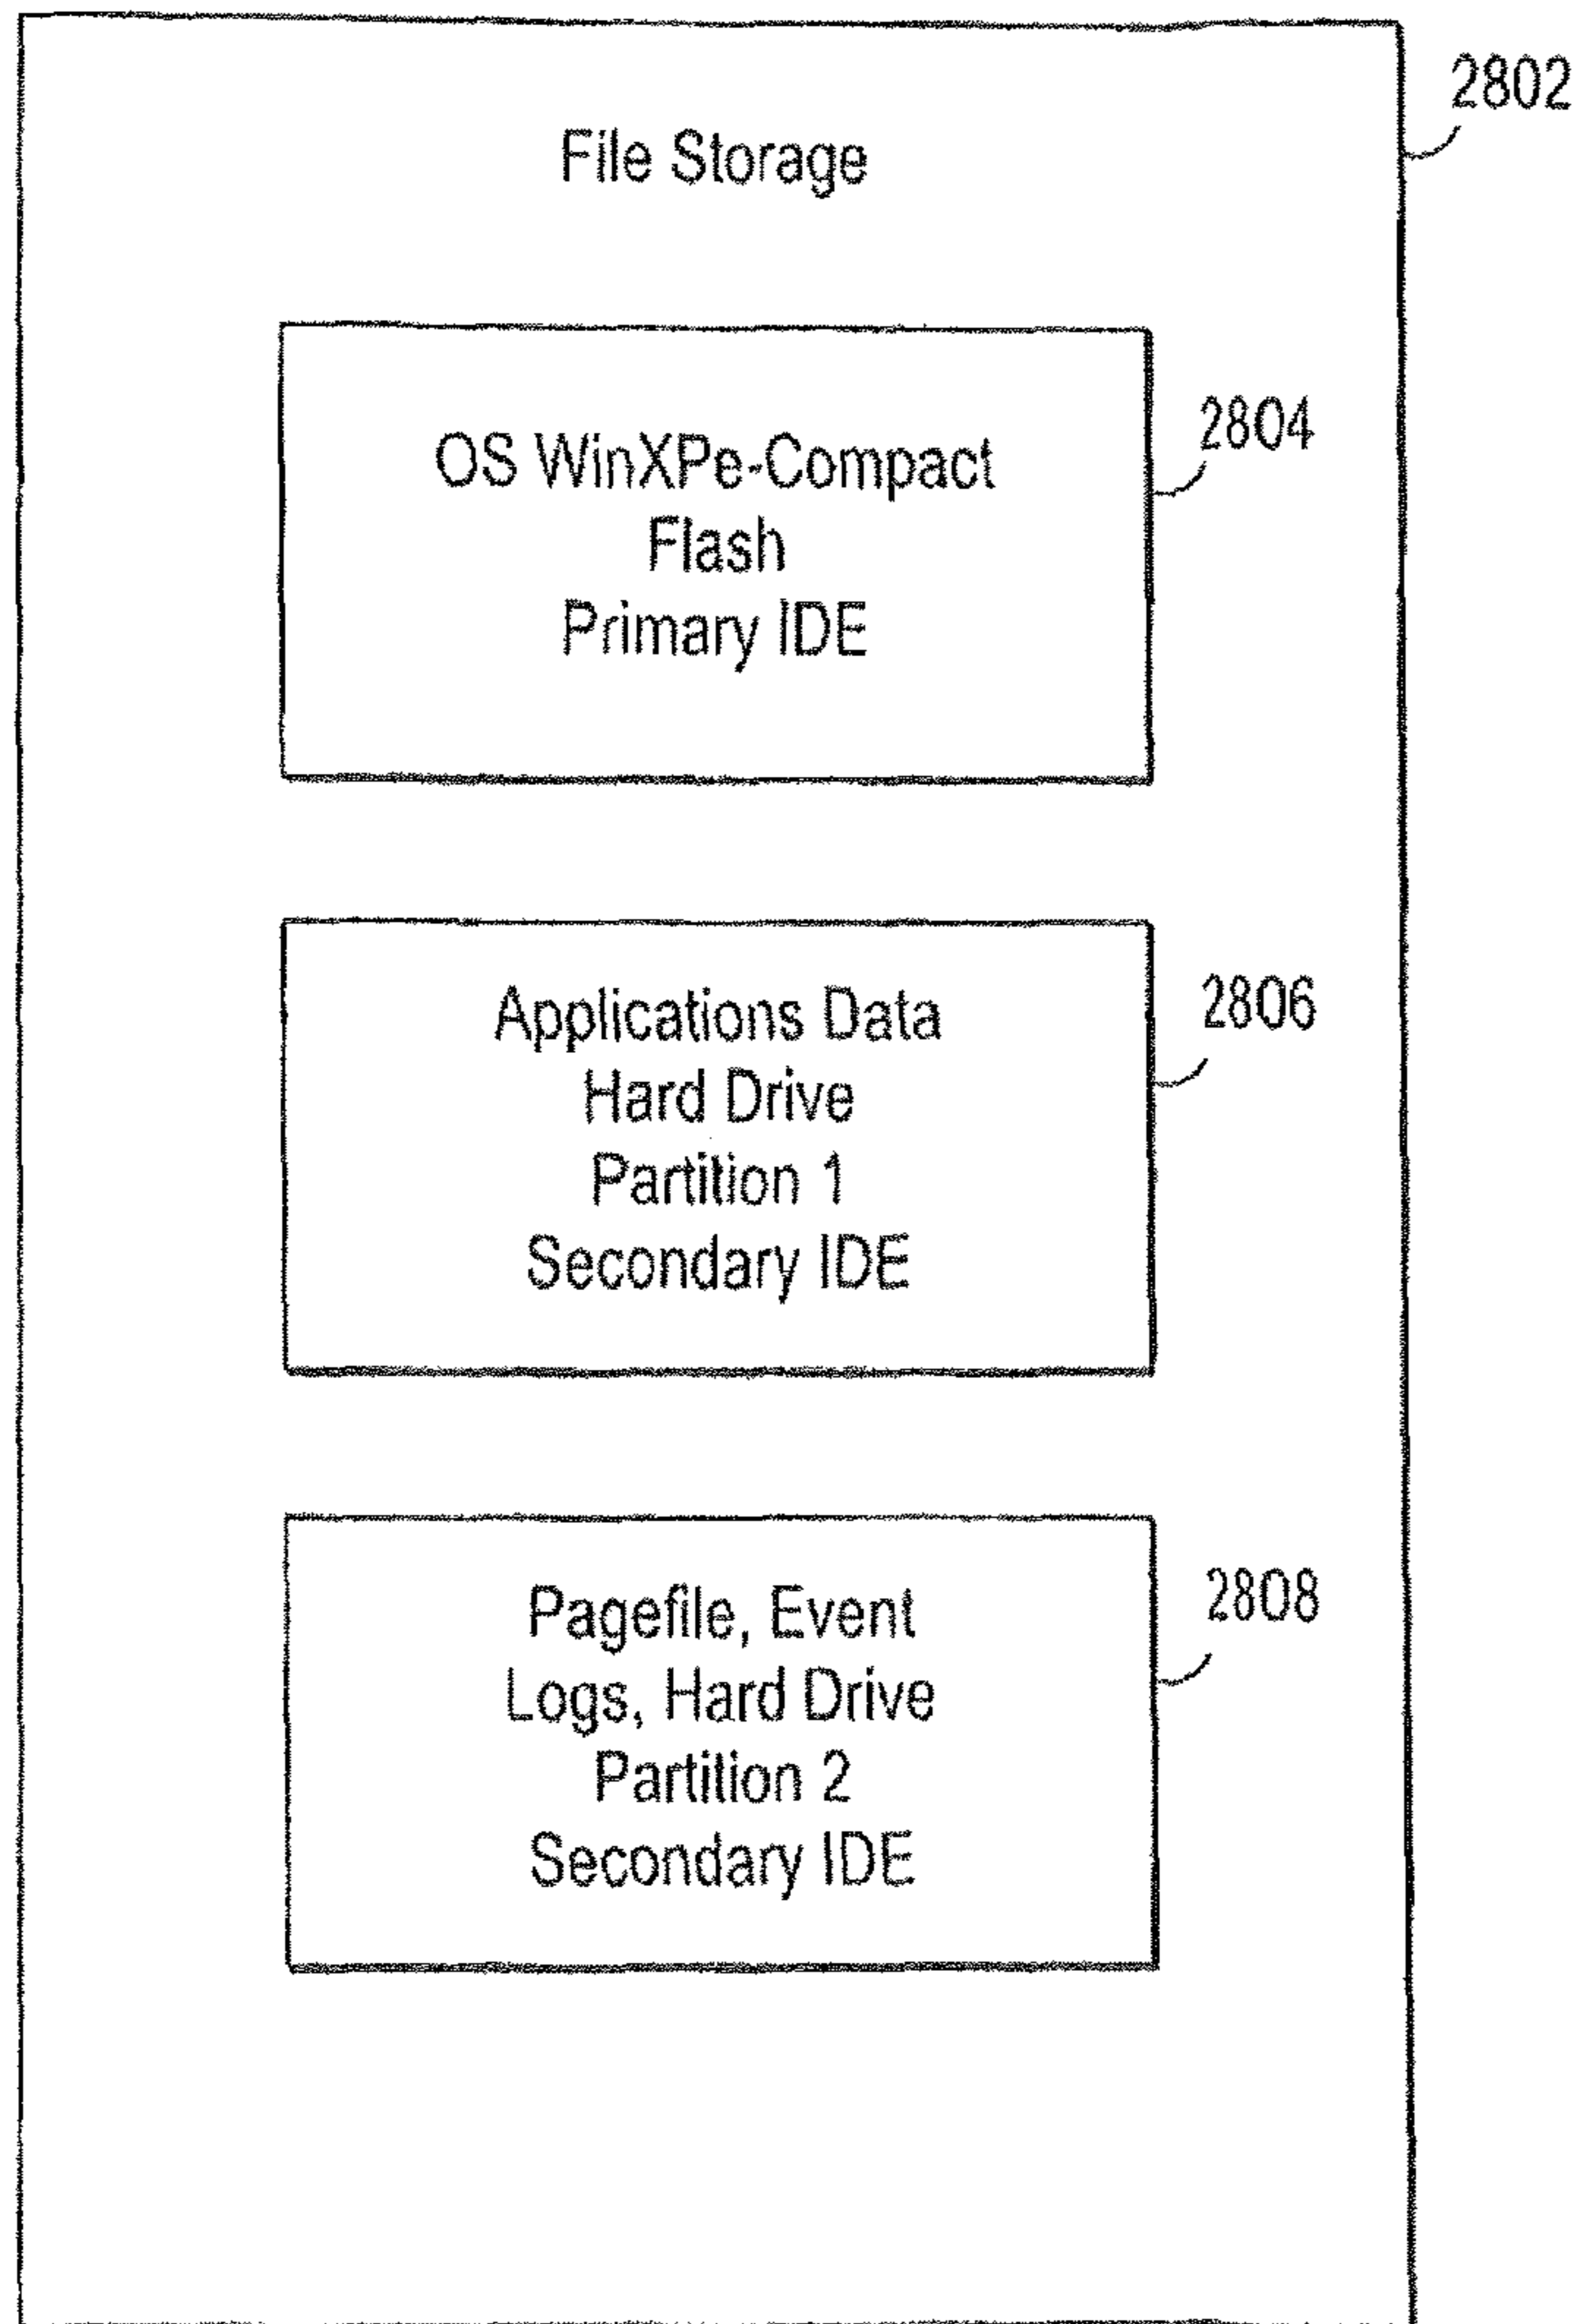 2802
File Storage
2804
OS WinXPe-Compact
Flash
Primary IDE
2806
Applications Data
Hard Drive
Partition 1
Secondary IDE
2808
Pagefile, Event
Logs, Hard Drive
Partition 2
Secondary IDE